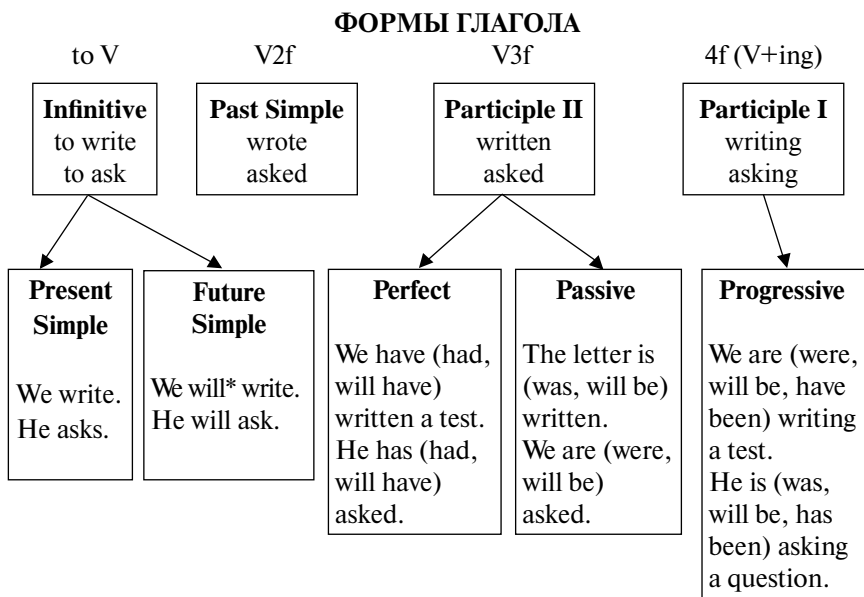 ФОРМЫ ГЛАГОЛА
to V
V2f
V3f
4f (V+ing)
Infinitive
to write
to ask
Past Simple
wrote
asked
Participle II
written
asked
Participle I
writing
asking
Present
Simple
We write.
He asks.
Future
Simple
We will* write.
He will ask.
Perfect
We have (had,
will have)
written a test.
He has (had,
will have)
asked.
Passive
The letter is
(was, will be)
written.
We are (were,
will be)
asked.
Progressive
We are (were,
will be, have
been) writing
a test.
He is (was,
will be, has
been) asking
a question.